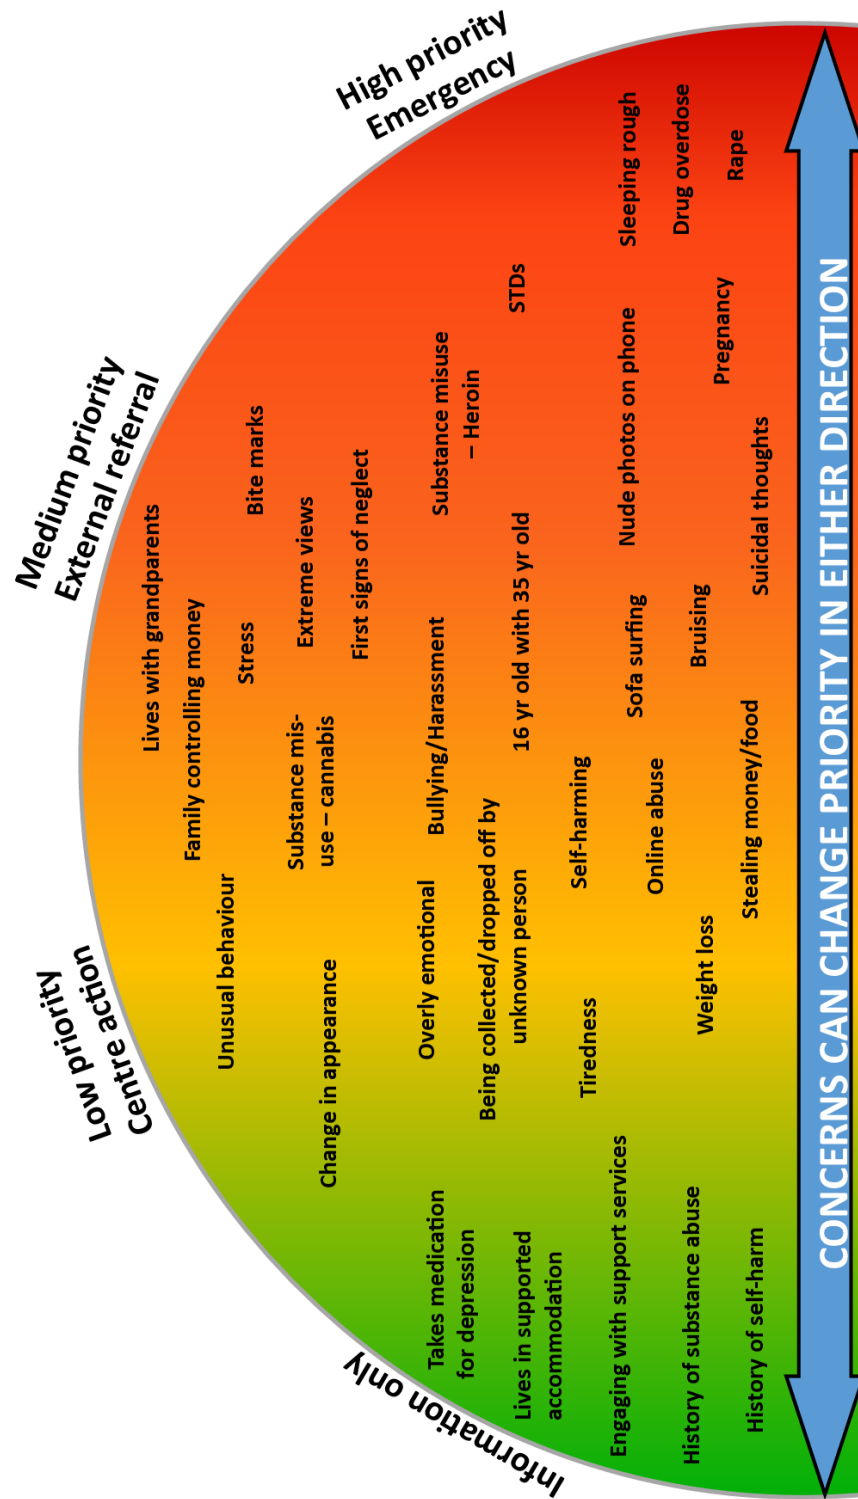 Information only
Low priority
Centre action
Medium priority
External referral
High priority
Emergency
Takes medication
for depression
Lives in supported
accommodation
Engaging with support services
History of substance abuse
History of self-harm
Unusual behaviour
Change in appearance
Overly emotional
Being collected/dropped off by
unknown person
Tiredness
Weight loss
Lives with grandparents
Family controlling money
Stress
Substance mis-
use – cannabis
Bullying/Harassment
Self-harming
Online abuse
Stealing money/food
Bite marks
Extreme views
First signs of neglect
16 yr old with 35 yr old
Sofa surfing
Bruising
Substance misuse
– Heroin
STDs
Nude photos on phone
Pregnancy
Suicidal thoughts
Sleeping rough
Drug overdose
Rape
CONCERNS CAN CHANGE PRIORITY IN EITHER DIRECTION